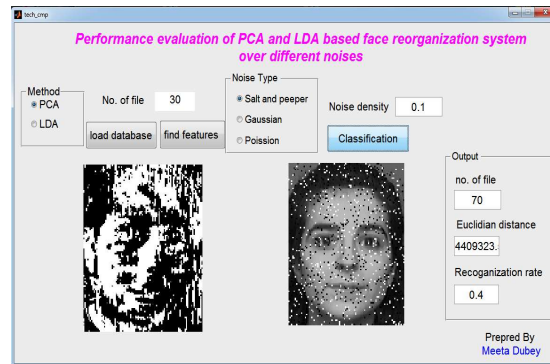 tech_cmp
Performance evaluation of PCA and LDA based face reorganization system
over different noises
Method
PCA
LDA
No. of file 30
load database find features
Noise Type
Salt and peeper
Gaussian
Poission
Noise density 0.1
Classification
Output
no. of file
70
Euclidian distance
4409323.
Recoganization rate
0.4
Prepred By
Meeta Dubey